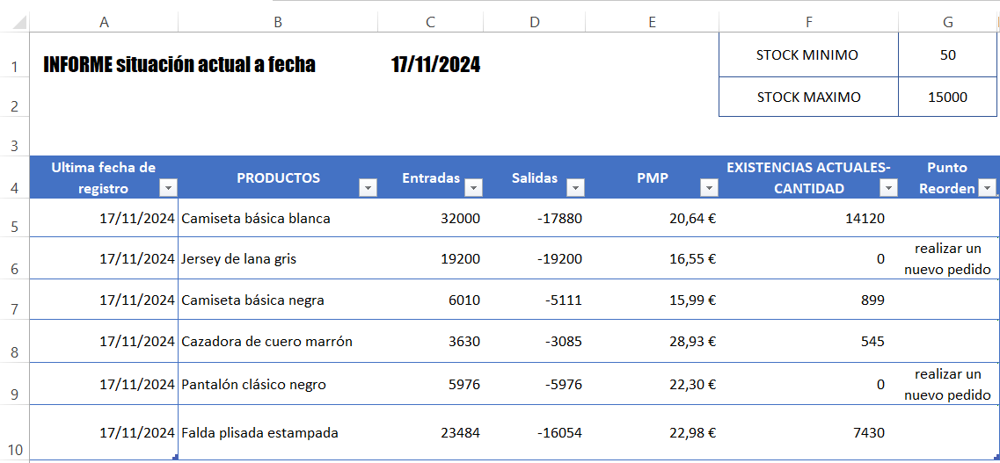 A B C D E F G
1 INFORME situación actual a fecha 17/11/2024 STOCK MINIMO 50
2 STOCK MAXIMO 15000
3
4 Ultima fecha de registro PRODUCTOS Entradas Salidas PMP EXISTENCIAS ACTUALES-CANTIDAD Punto Reorden
5 17/11/2024 Camiseta básica blanca 32000 -17880 20,64 € 14120
6 17/11/2024 Jersey de lana gris 19200 -19200 16,55 € 0 realizar un nuevo pedido
7 17/11/2024 Camiseta básica negra 6010 -5111 15,99 € 899
8 17/11/2024 Cazadora de cuero marrón 3630 -3085 28,93 € 545
9 17/11/2024 Pantalón clásico negro 5976 -5976 22,30 € 0 realizar un nuevo pedido
10 17/11/2024 Falda plisada estampada 23484 -16054 22,98 € 7430